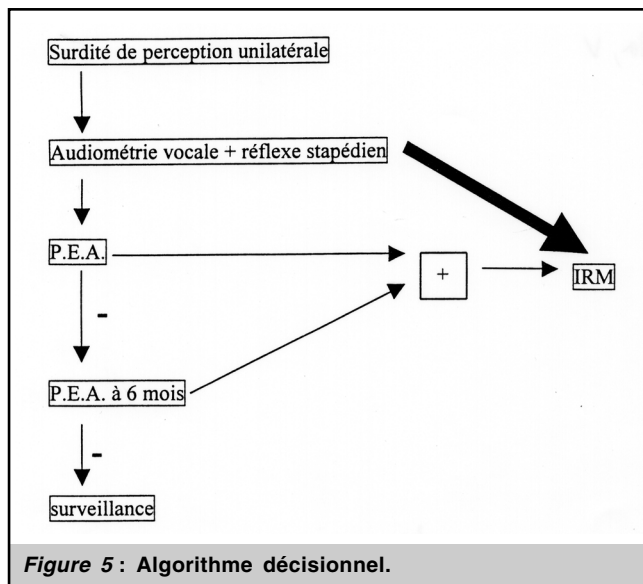 Surdité de perception unilatérale
Audiométrie vocale + réflexe stapédien
P.E.A.
+
IRM
-
P.E.A. à 6 mois
-
surveillance
Figure 5 : Algorithme décisionnel.